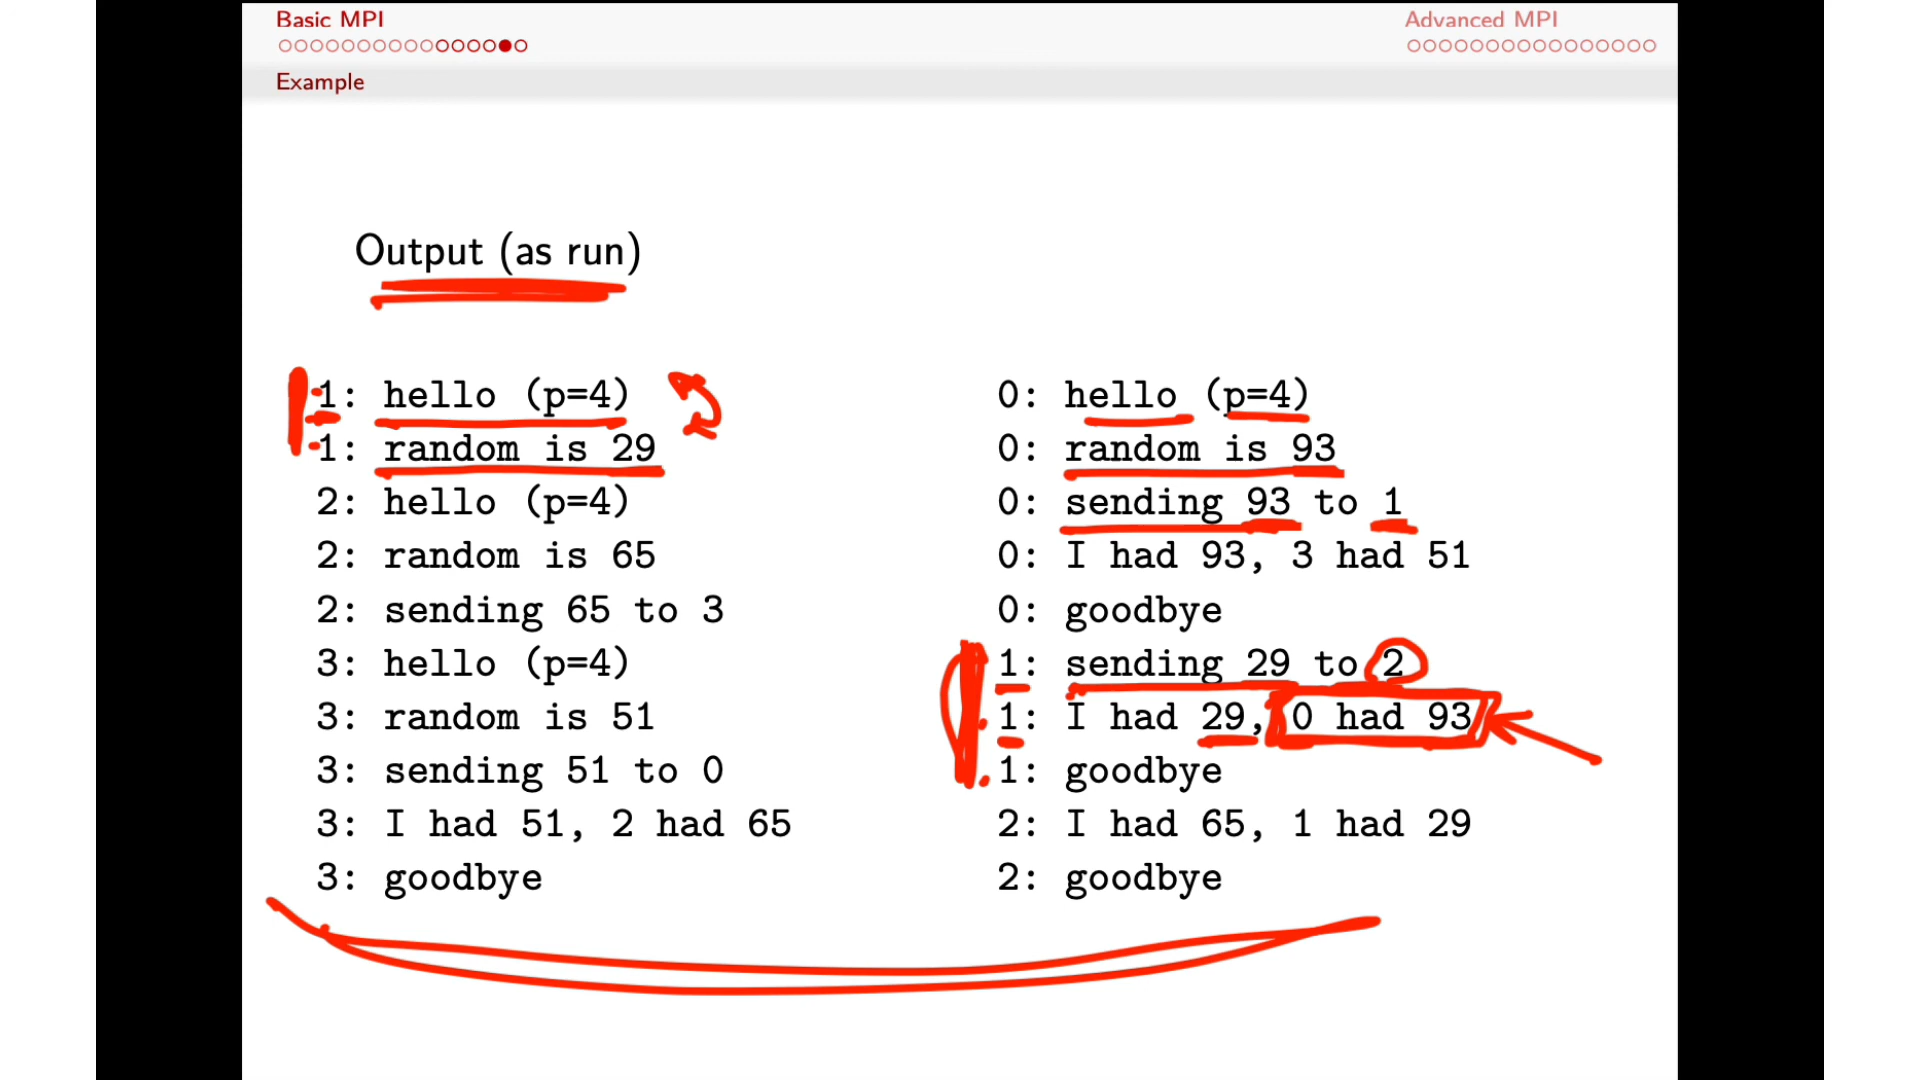 Basic MPI
Advanced MPI
Example
Output (as run)
1: hello (p=4)
1: random is 29
2: hello (p=4)
2: random is 65
2: sending 65 to 3
3: hello (p=4)
3: random is 51
3: sending 51 to 0
3: I had 51, 2 had 65
3: goodbye
0: hello (p=4)
0: random is 93
0: sending 93 to 1
0: I had 93, 3 had 51
0: goodbye
1: sending 29 to 2
1: I had 29, 0 had 93
1: goodbye
2: I had 65, 1 had 29
2: goodbye